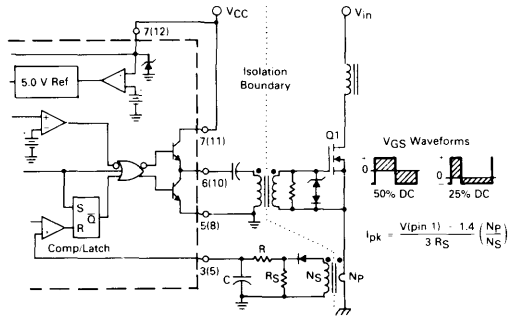 VCC
Vin
7(12)
5.0 V Ref
Isolation
Boundary
7(11)
Q1
VGS Waveforms
+
0
-
+
0
-
50% DC
25% DC
6(10)
S
Q
R
5(8)
Comp/Latch
Ipk = V(pin 1) - 1.4 / 3 RS (NP/NS)
3(5)
R
C
RS
NS
NP